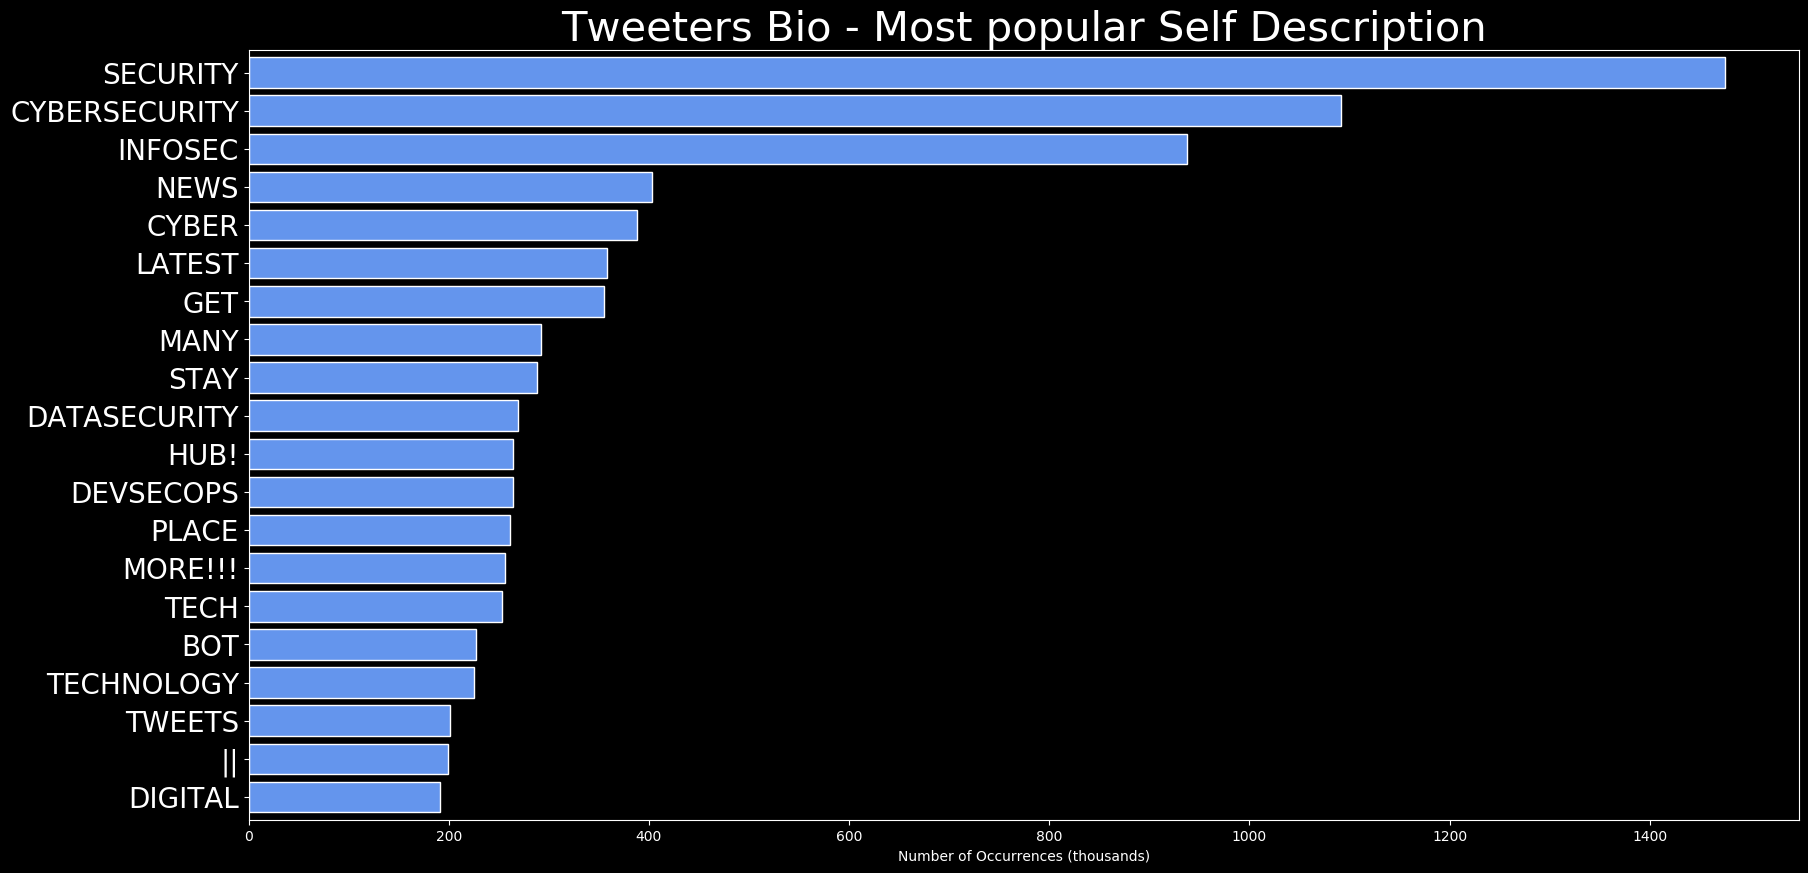 Tweeters Bio - Most popular Self Description
SECURITY
CYBERSECURITY
INFOSEC
NEWS
CYBER
LATEST
GET
MANY
STAY
DATASECURITY
HUB!
DEVSECOPS
PLACE
MORE!!!
TECH
BOT
TECHNOLOGY
TWEETS
||
DIGITAL
0 200 400 600 800 1000 1200 1400
Number of Occurrences (thousands)